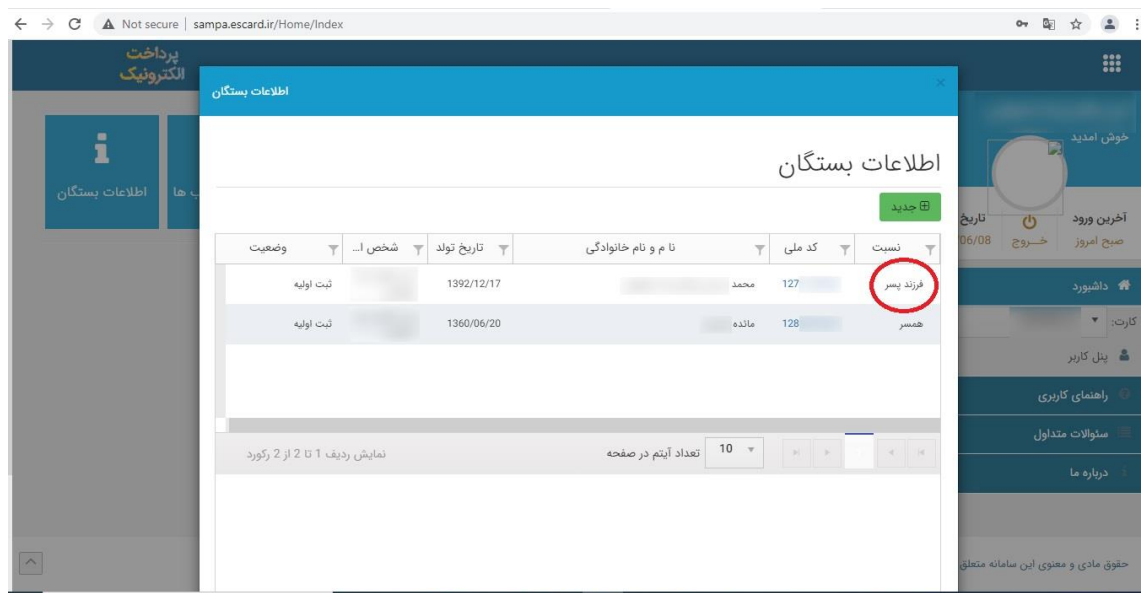 Not secure | sampa.escard.ir/Home/Index
پرداخت
الکترونیک
اطلاعات بستگان
خوش امدید
اطلاعات بستگان
اطلاعات بستگان
ب ها
جدید
آخرین ورود
صبح امروز
خـــروج
تاریخ
06/08
نسبت
کد ملی
نا م و نام خانوادگی
تاریخ تولد
شخص ا...
وضعیت
فرزند پسر
127
محمد
1392/12/17
ثبت اولیه
همسر
128
مائده
1360/06/20
ثبت اولیه
داشبورد
کارت:
پنل کاربر
راهنمای کاربری
سئوالات متداول
درباره ما
10 تعداد آیتم در صفحه
نمایش ردیف 1 تا 2 از 2 رکورد
حقوق مادی و معنوی این سامانه متعلق